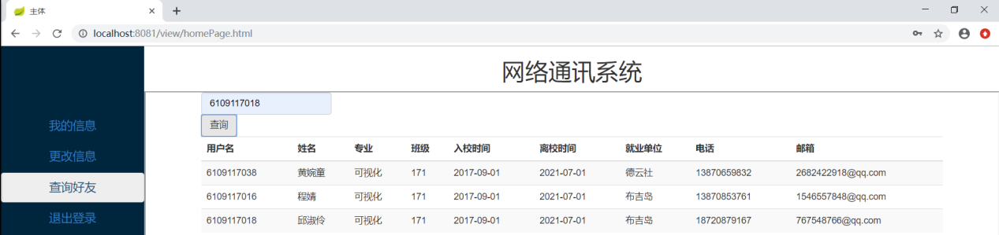 主体
localhost:8081/view/homePage.html
网络通讯系统
我的信息
更改信息
查询好友
退出登录
6109117018
查询
用户名 姓名 专业 班级 入校时间 离校时间 就业单位 电话 邮箱
6109117038 黄婉童 可视化 171 2017-09-01 2021-07-01 德云社 13870659832 2682422918@qq.com
6109117016 程婧 可视化 171 2017-09-01 2021-07-01 布吉岛 13870853761 1546557848@qq.com
6109117018 邱淑伶 可视化 171 2017-09-01 2021-07-01 布吉岛 18720879167 767548766@qq.com